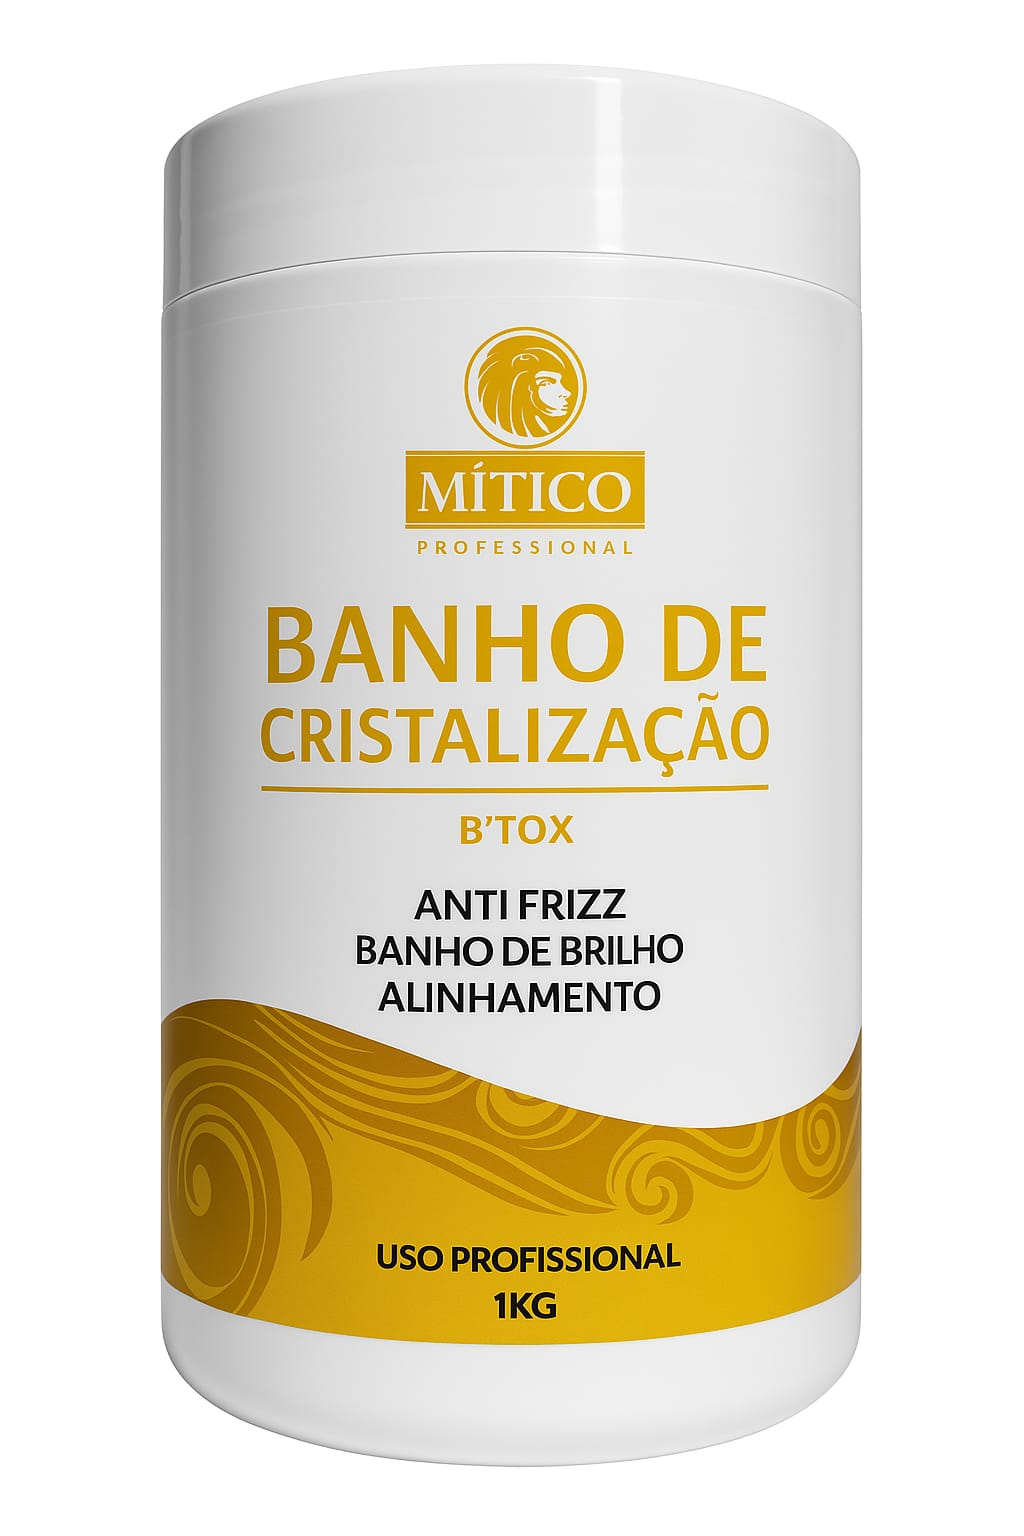 MÍTICO
PROFESSIONAL
BANHO DE
CRISTALIZAÇÃO
B'TOX
ANTI FRIZZ
BANHO DE BRILHO
ALINHAMENTO
USO PROFISSIONAL
1KG